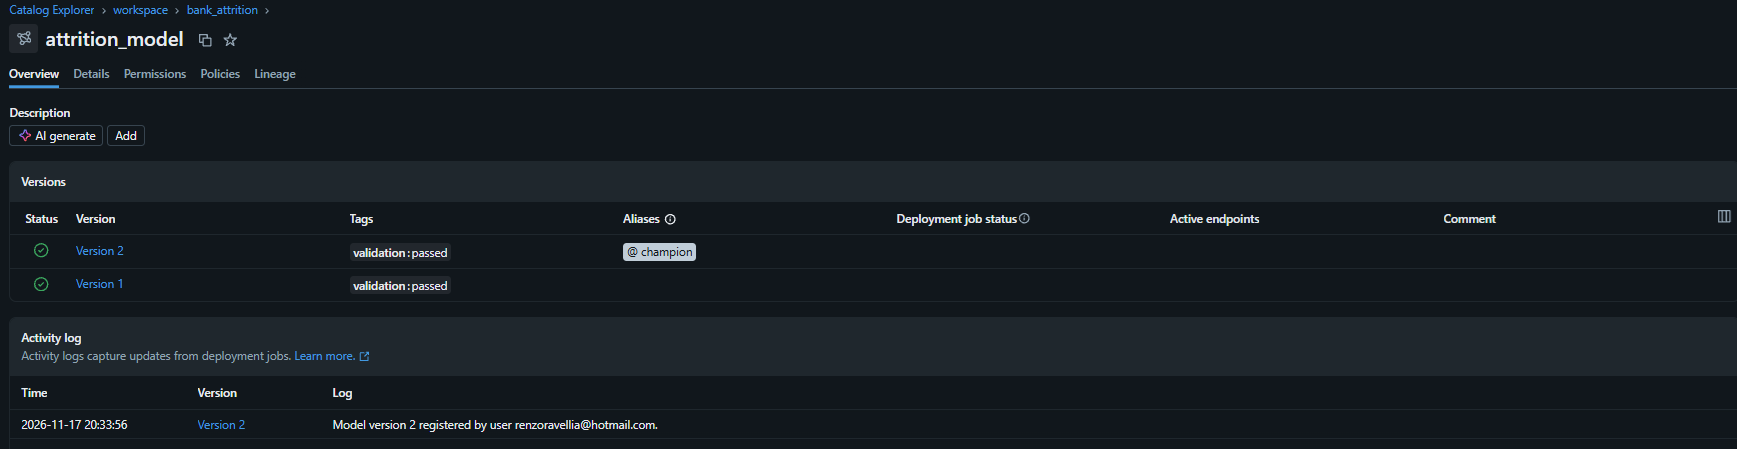 Catalog Explorer > workspace > bank_attrition >
attrition_model
Overview Details Permissions Policies Lineage
Description
AI generate Add
Versions
Status Version Tags Aliases Deployment job status Active endpoints Comment
Version 2 validation:passed @ champion
Version 1 validation:passed
Activity log
Activity logs capture updates from deployment jobs. Learn more.
Time Version Log
2026-11-17 20:33:56 Version 2 Model version 2 registered by user renzoravellia@hotmail.com.